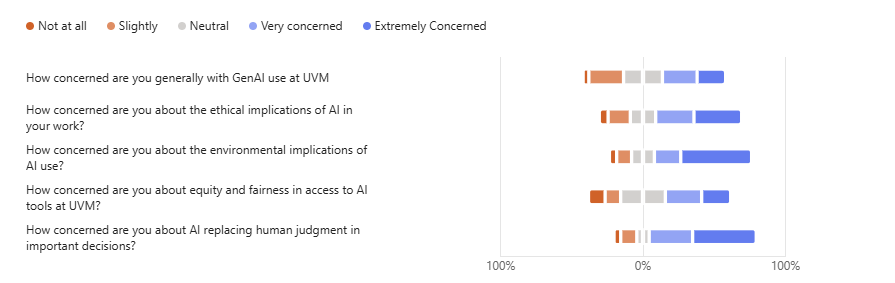 Not at all Slightly Neutral Very concerned Extremely Concerned
How concerned are you generally with GenAI use at UVM
How concerned are you about the ethical implications of AI in
your work?
How concerned are you about the environmental implications of
AI use?
How concerned are you about equity and fairness in access to AI
tools at UVM?
How concerned are you about AI replacing human judgment in
important decisions?
100% 0% 100%